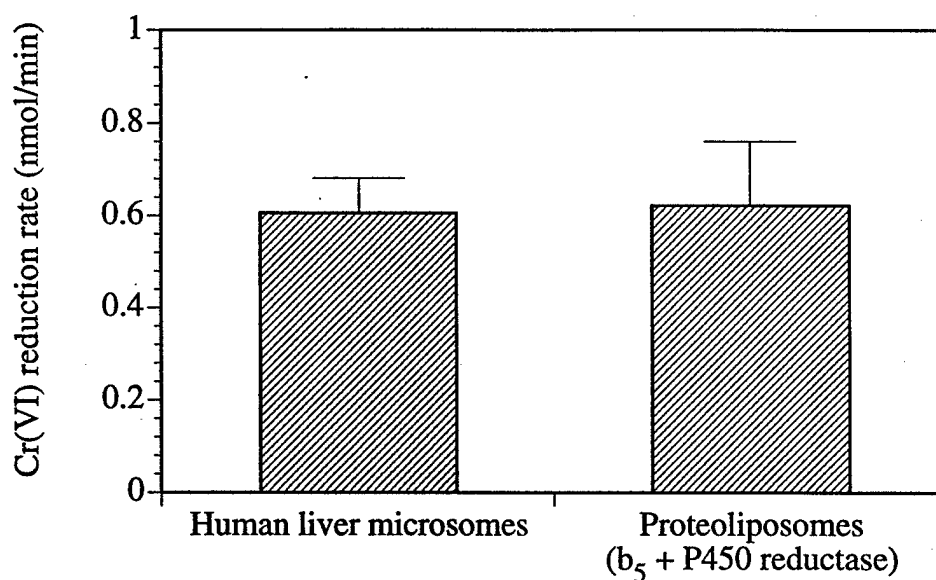 Cr(VI) reduction rate (nmol/min)
1
0.8
0.6
0.4
0.2
0
Human liver microsomes
Proteoliposomes
(b5 + P450 reductase)